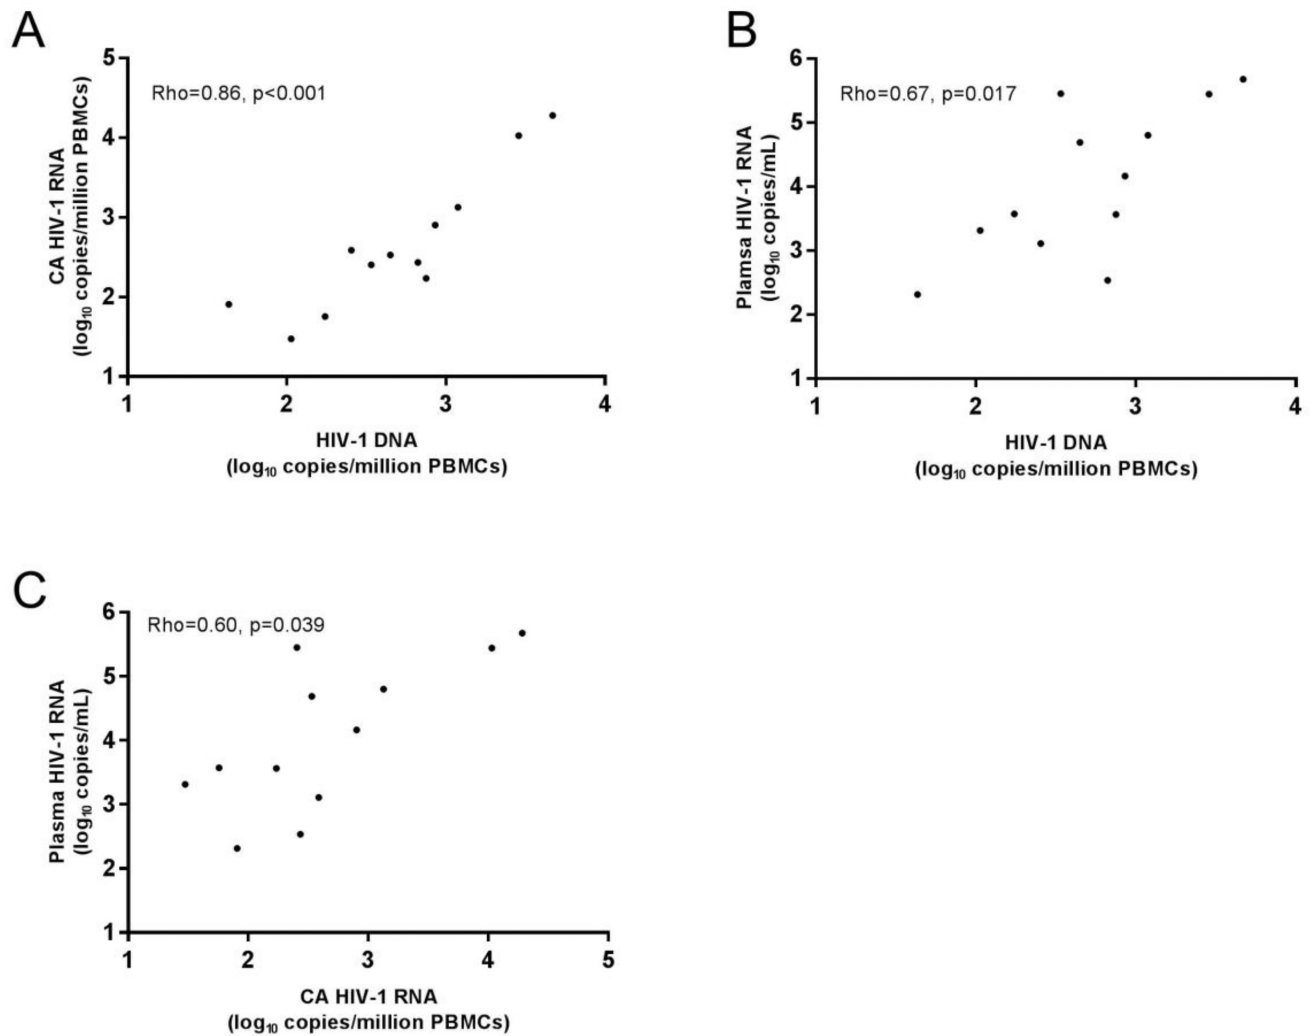 A
Rho=0.86, p<0.001
CA HIV-1 RNA
(log₁₀ copies/million PBMCs)
5
4
3
2
1
1 2 3 4
HIV-1 DNA
(log₁₀ copies/million PBMCs)
B
Rho=0.67, p=0.017
Plamsa HIV-1 RNA
(log₁₀ copies/mL)
6
5
4
3
2
1
1 2 3 4
HIV-1 DNA
(log₁₀ copies/million PBMCs)
C
Rho=0.60, p=0.039
Plasma HIV-1 RNA
(log₁₀ copies/mL)
6
5
4
3
2
1
1 2 3 4 5
CA HIV-1 RNA
(log₁₀ copies/million PBMCs)